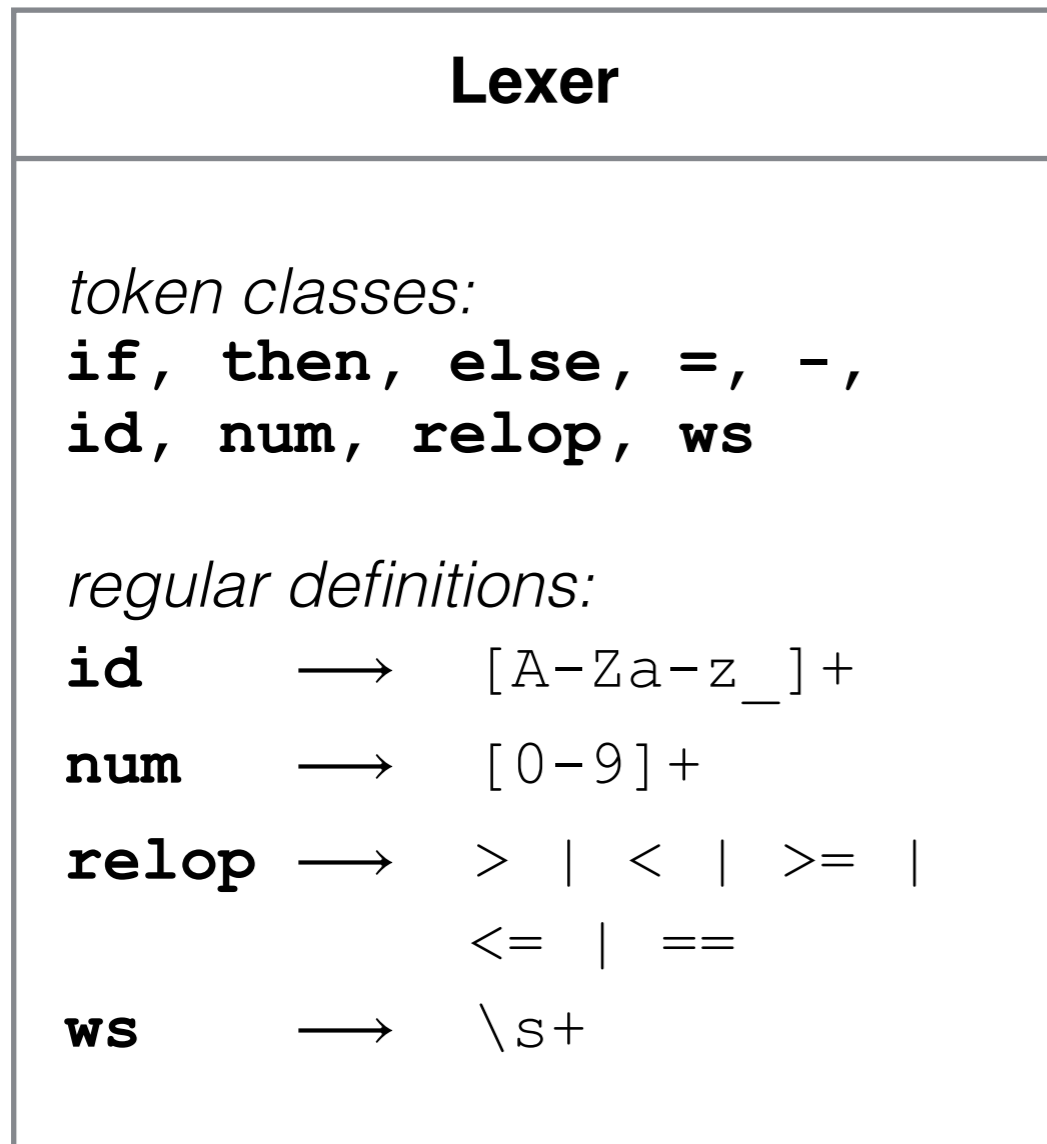 Lexer
token classes:
if, then, else, =, -,
id, num, relop, ws
regular definitions:
id ⟶ [A-Za-z_]+
num ⟶ [0-9]+
relop ⟶ > | < | >= |
<= | ==
ws ⟶ \s+